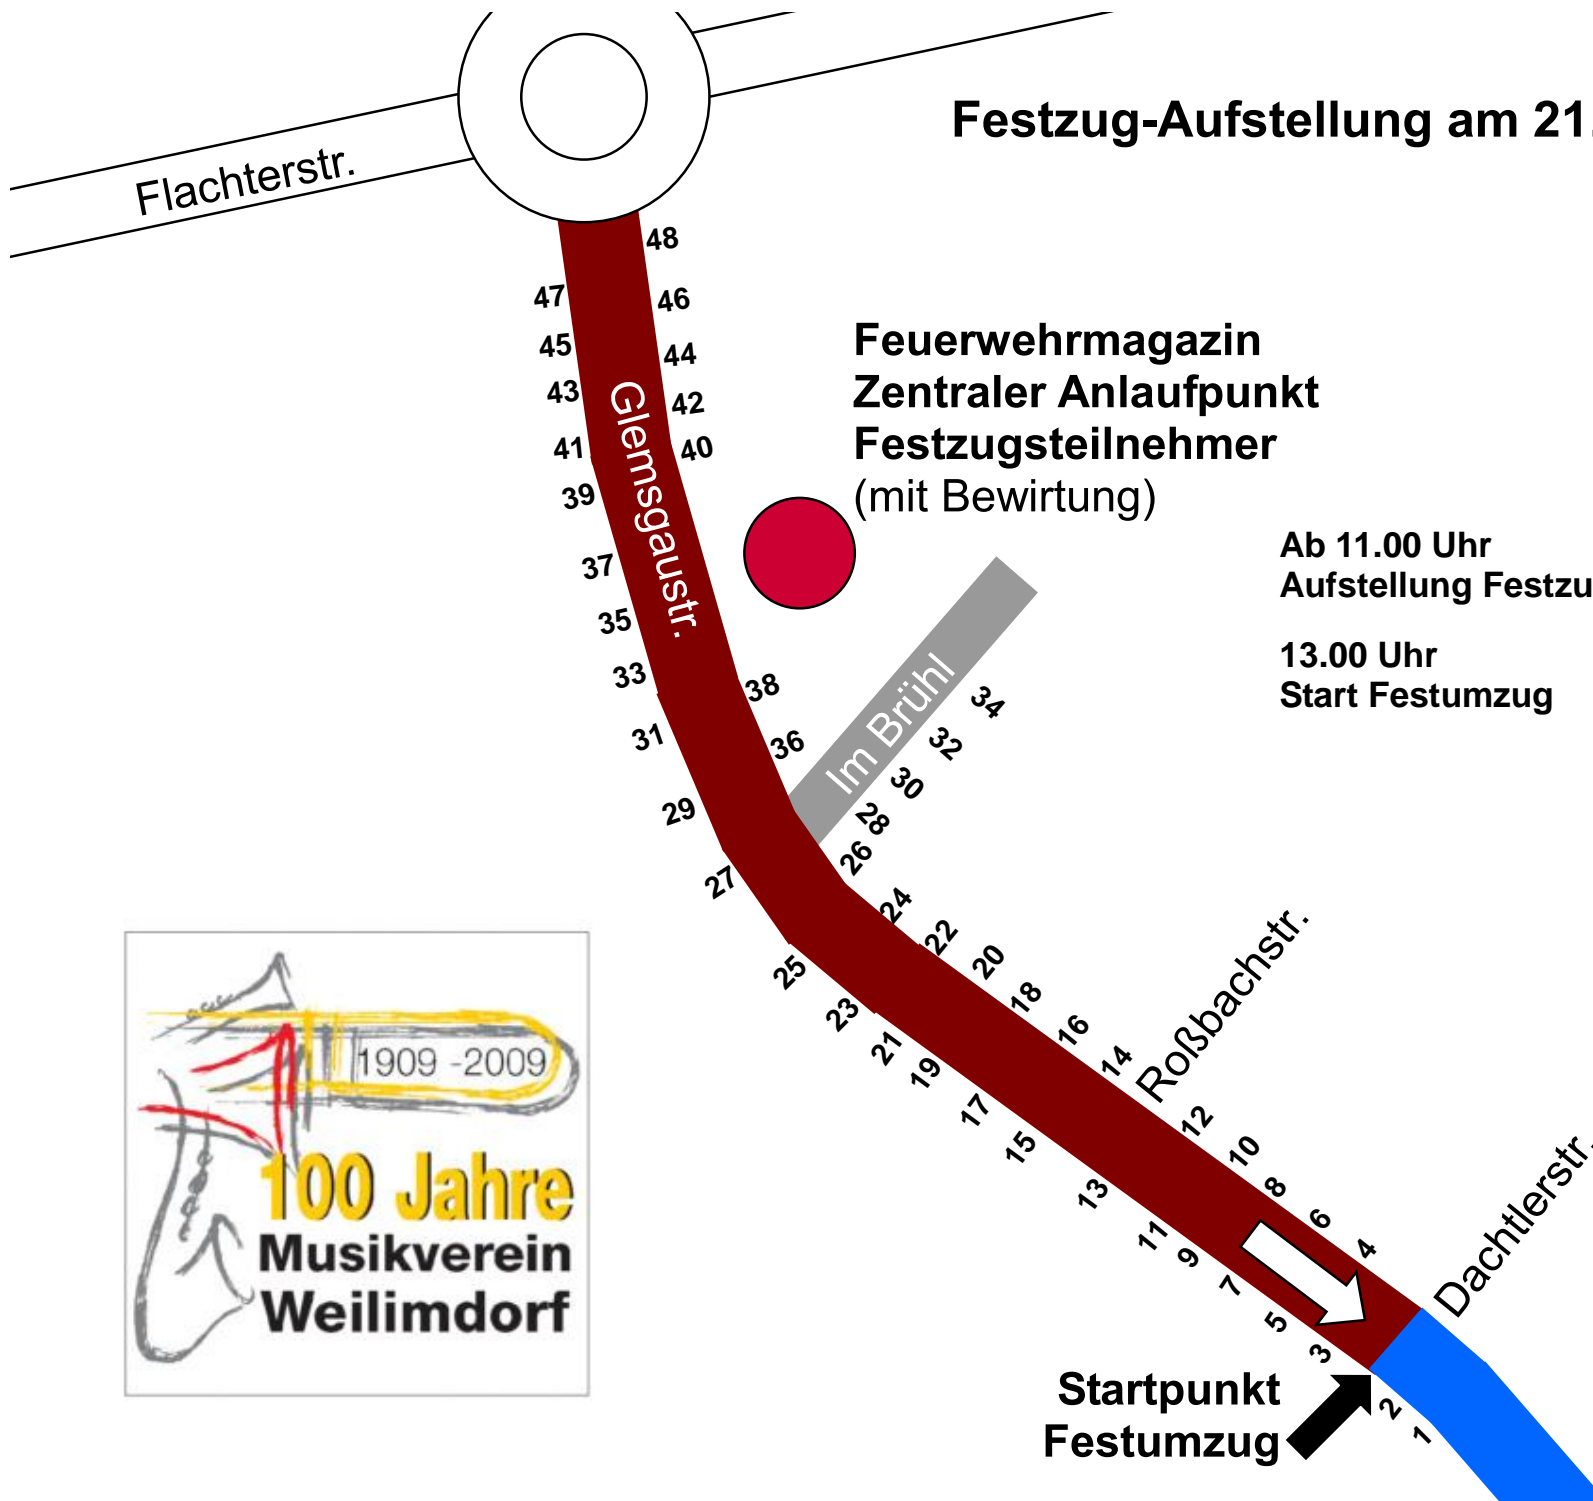 Festzug-Aufstellung am 21.
Flachterstr.
48
47
46
45
44
43
42
41
40
39
37
35
33
38
31
36
29
27
Glemsgaustr.
Feuerwehrmagazin
Zentraler Anlaufpunkt
Festzugsteilnehmer
(mit Bewirtung)
Ab 11.00 Uhr
Aufstellung Festzu
13.00 Uhr
Start Festumzug
Im Brühl
34
32
30
28
26
24
22
20
18
16
14
Roßbachstr.
12
10
8
6
4
Dachtlerstr.
25
23
21
19
17
15
13
11
9
7
5
3
2
1
1909 -2009
100 Jahre
Musikverein
Weilimdorf
Startpunkt
Festumzug